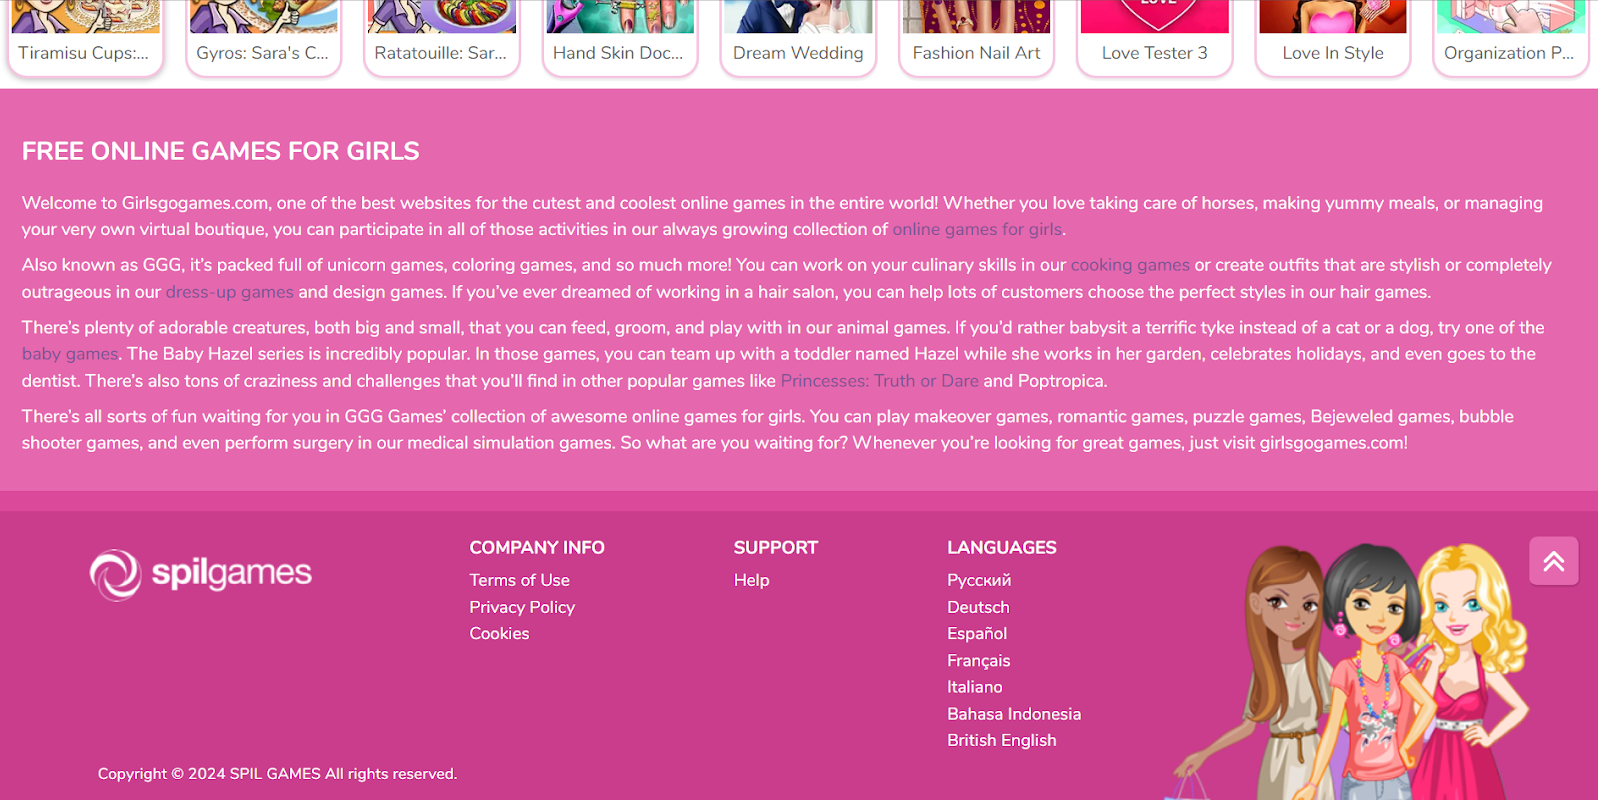 LOVE
Tiramisu Cups:...
Gyros: Sara's C...
Ratatouille: Sar...
Hand Skin Doc...
Dream Wedding
Fashion Nail Art
Love Tester 3
Love In Style
Organization P...
FREE ONLINE GAMES FOR GIRLS
Welcome to Girlsgogames.com, one of the best websites for the cutest and coolest online games in the entire world! Whether you love taking care of horses, making yummy meals, or managing
your very own virtual boutique, you can participate in all of those activities in our always growing collection of online games for girls.
Also known as GGG, it’s packed full of unicorn games, coloring games, and so much more! You can work on your culinary skills in our cooking games or create outfits that are stylish or completely
outrageous in our dress-up games and design games. If you’ve ever dreamed of working in a hair salon, you can help lots of customers choose the perfect styles in our hair games.
There’s plenty of adorable creatures, both big and small, that you can feed, groom, and play with in our animal games. If you’d rather babysit a terrific tyke instead of a cat or a dog, try one of the
baby games. The Baby Hazel series is incredibly popular. In those games, you can team up with a toddler named Hazel while she works in her garden, celebrates holidays, and even goes to the
dentist. There’s also tons of craziness and challenges that you’ll find in other popular games like Princesses: Truth or Dare and Poptropica.
There’s all sorts of fun waiting for you in GGG Games’ collection of awesome online games for girls. You can play makeover games, romantic games, puzzle games, Bejeweled games, bubble
shooter games, and even perform surgery in our medical simulation games. So what are you waiting for? Whenever you’re looking for great games, just visit girlsgogames.com!
spilgames
COMPANY INFO
Terms of Use
Privacy Policy
Cookies
SUPPORT
Help
LANGUAGES
Русский
Deutsch
Español
Français
Italiano
Bahasa Indonesia
British English
Copyright © 2024 SPIL GAMES All rights reserved.